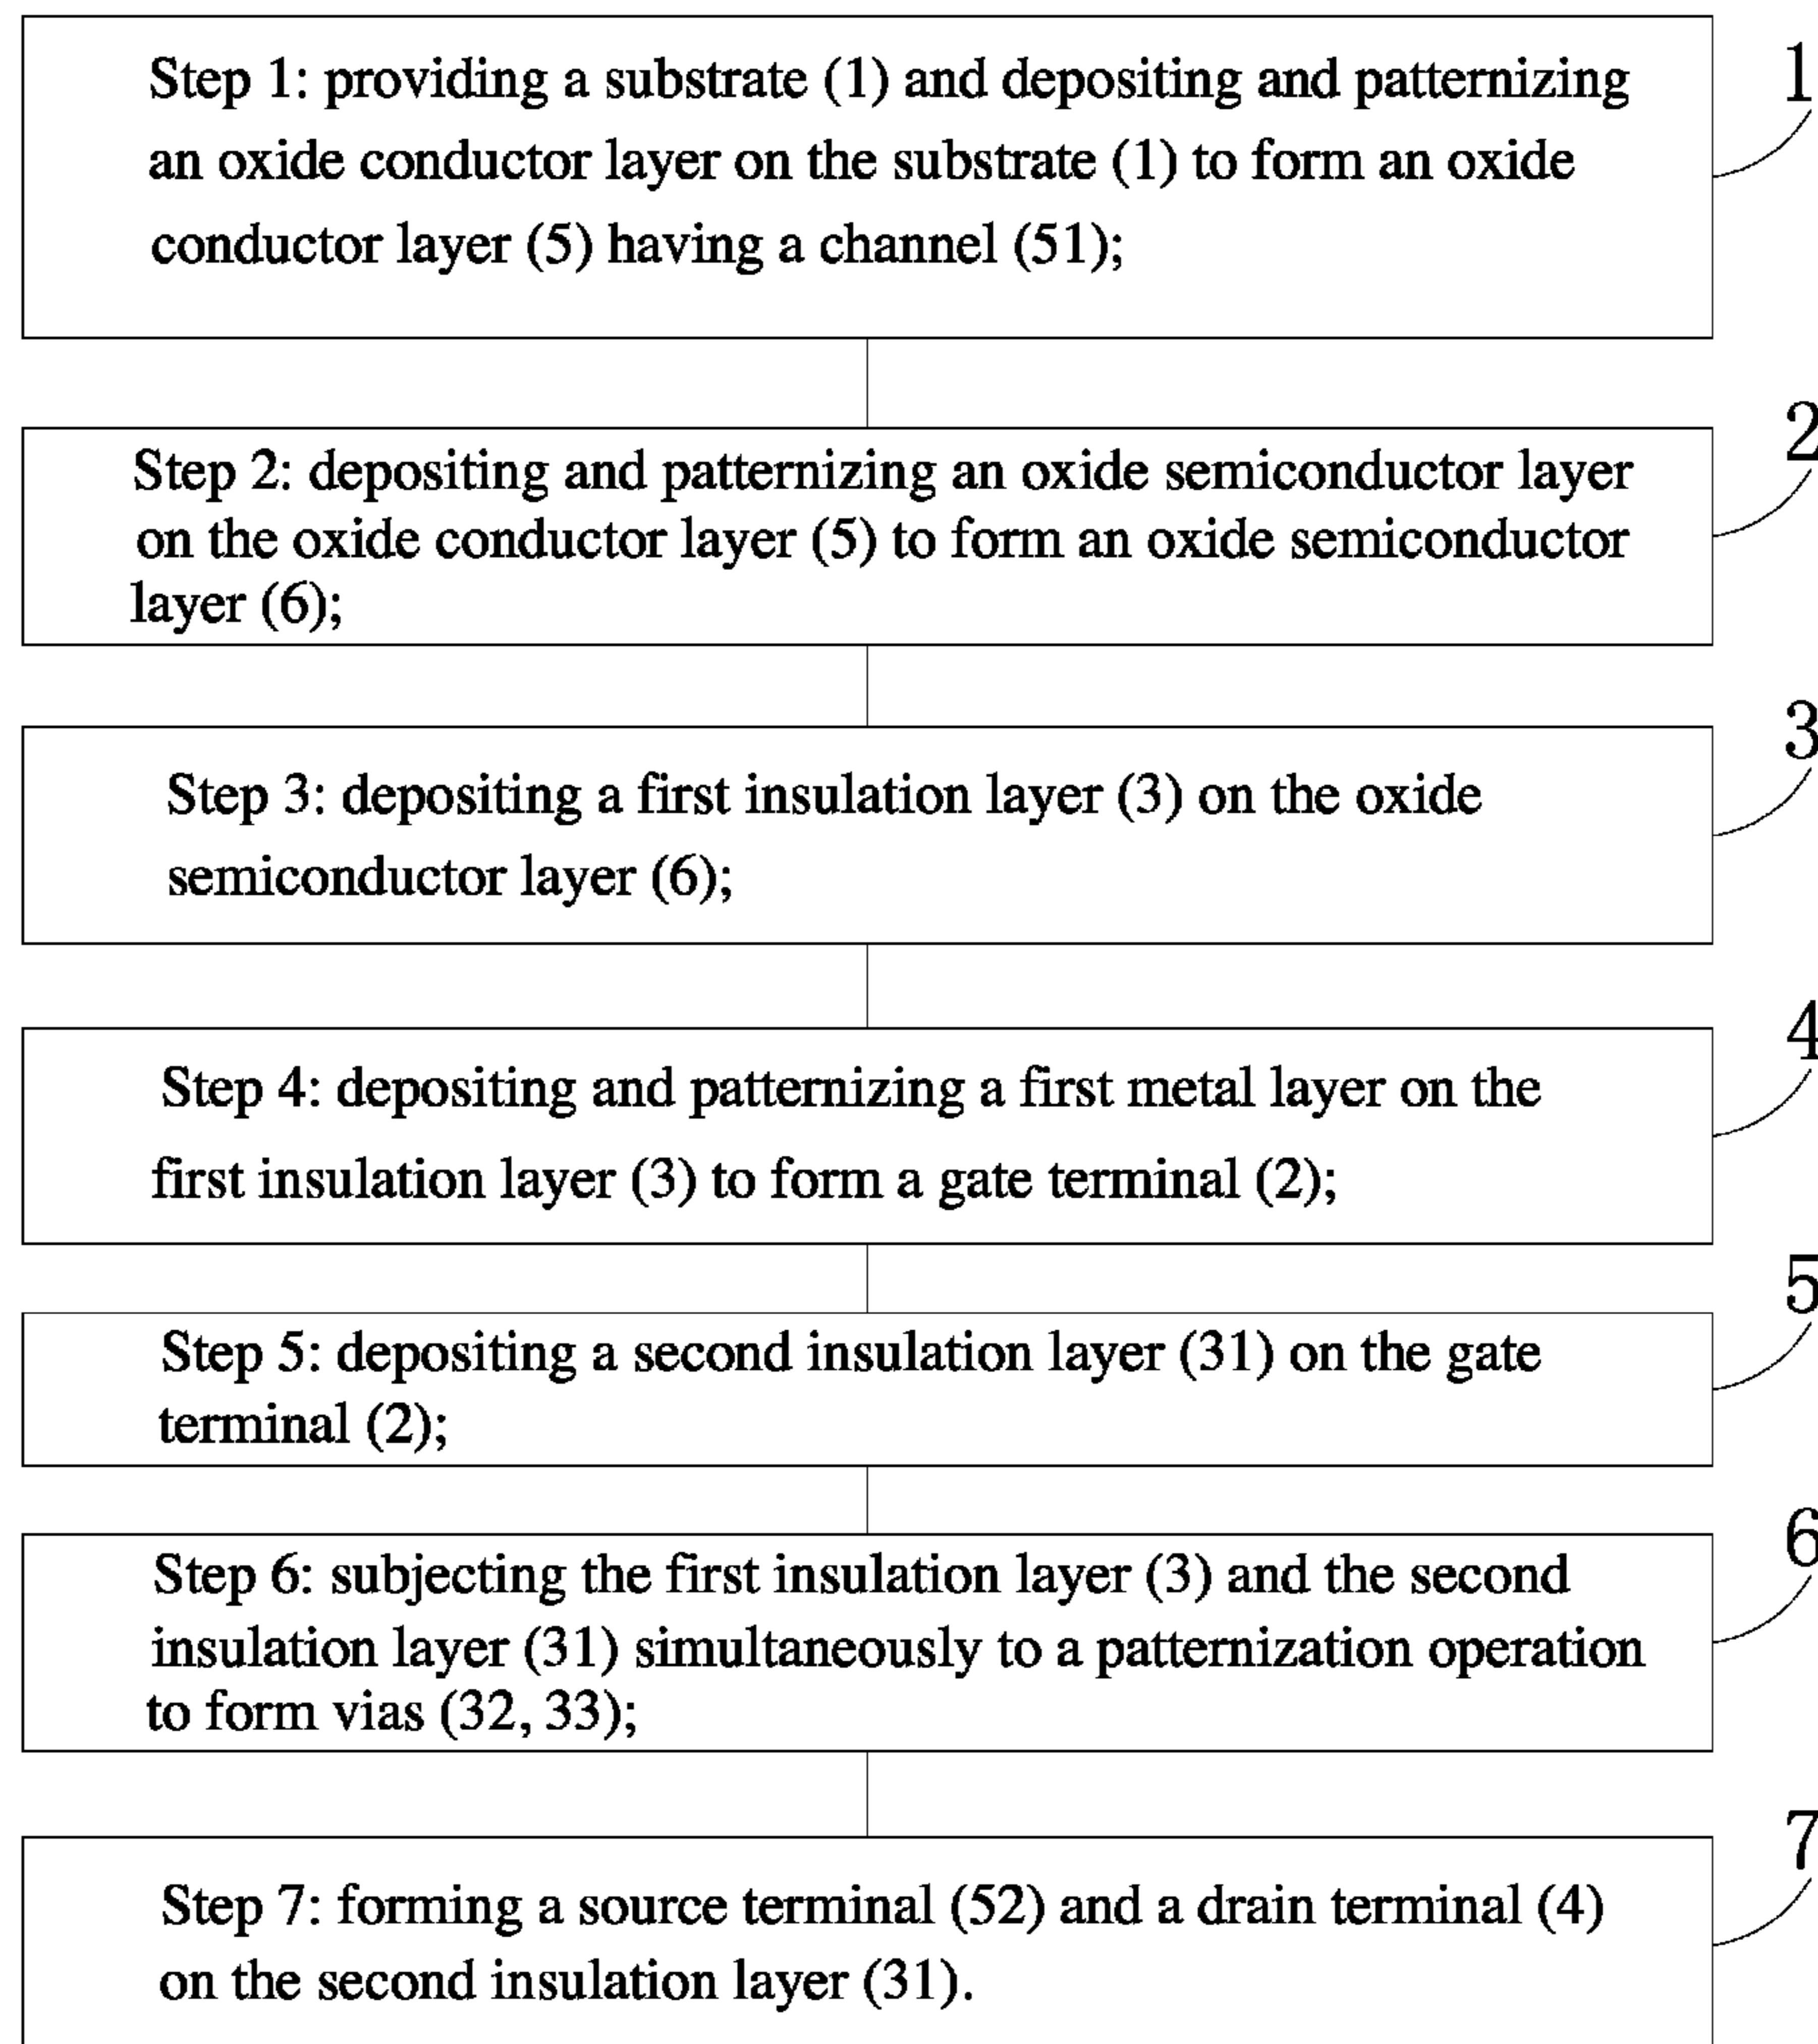 Step 1: providing a substrate (1) and depositing and patternizing
an oxide conductor layer on the substrate (1) to form an oxide
conductor layer (5) having a channel (51);
1
Step 2: depositing and patternizing an oxide semiconductor layer
on the oxide conductor layer (5) to form an oxide semiconductor
layer (6);
2
Step 3: depositing a first insulation layer (3) on the oxide
semiconductor layer (6);
3
Step 4: depositing and patternizing a first metal layer on the
first insulation layer (3) to form a gate terminal (2);
4
Step 5: depositing a second insulation layer (31) on the gate
terminal (2);
5
Step 6: subjecting the first insulation layer (3) and the second
insulation layer (31) simultaneously to a patternization operation
to form vias (32, 33);
6
Step 7: forming a source terminal (52) and a drain terminal (4)
on the second insulation layer (31).
7